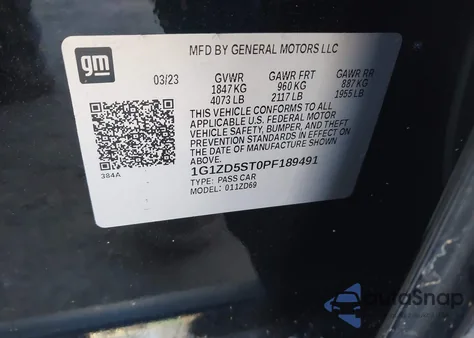 gm
MFD BY GENERAL MOTORS LLC
03/23 GVWR GAWR FRT GAWR RR
1847 KG 960 KG 887 KG
4073 LB 2117 LB 1955 LB
THIS VEHICLE CONFORMS TO ALL
APPLICABLE U.S. FEDERAL MOTOR
VEHICLE SAFETY, BUMPER, AND THEFT
PREVENTION STANDARDS IN EFFECT ON
THE DATE OF MANUFACTURE SHOWN ABOVE.
1G1ZD5ST0PF189491
384A
TYPE: PASS CAR
MODEL: 011ZD69
autoSnap